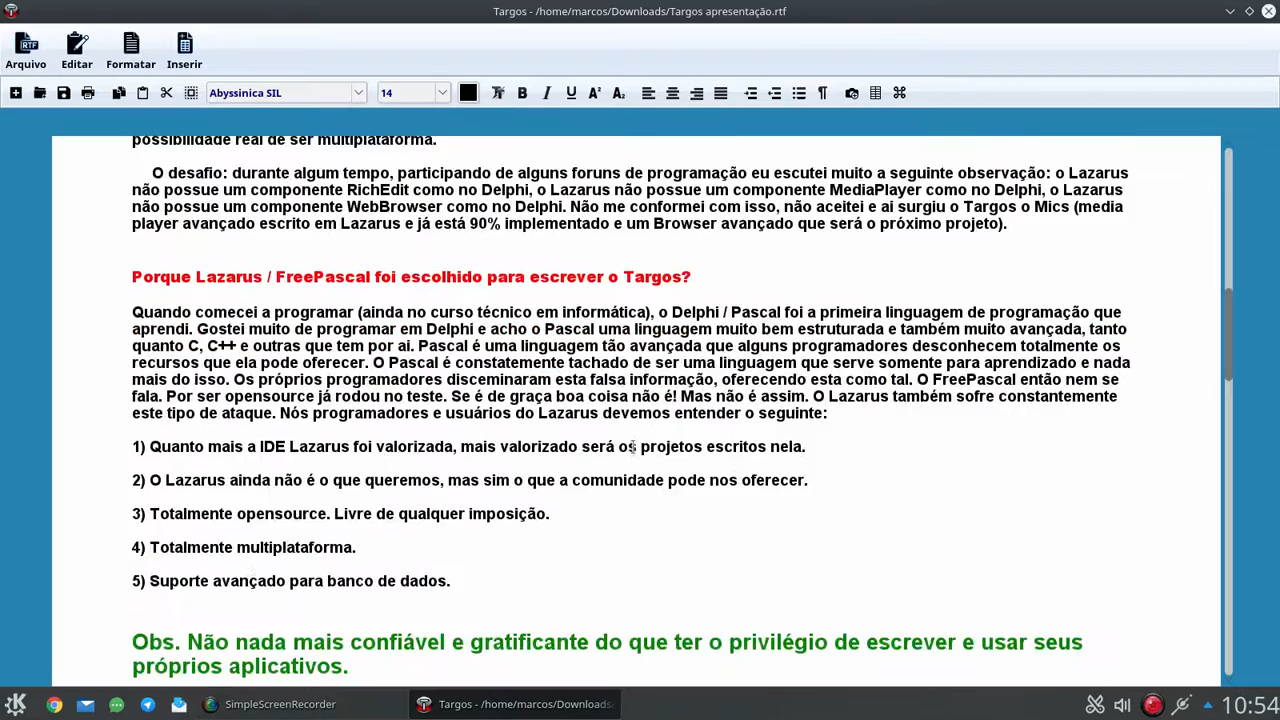 Targos - /home/marcos/Downloads/Targos apresentação.rtf
RTF
Arquivo Editar Formatar Inserir
Abyssinica SIL 14
possibilidade real de ser multiplataforma.
O desafio: durante algum tempo, participando de alguns foruns de programação eu escutei muito a seguinte observação: o Lazarus
não possue um componente RichEdit como no Delphi, o Lazarus não possue um componente MediaPlayer como no Delphi, o Lazarus
não possue um componente WebBrowser como no Delphi. Não me conformei com isso, não aceitei e ai surgiu o Targos o Mics (media
player avançado escrito em Lazarus e já está 90% implementado e um Browser avançado que será o próximo projeto).
Porque Lazarus / FreePascal foi escolhido para escrever o Targos?
Quando comecei a programar (ainda no curso técnico em informática), o Delphi / Pascal foi a primeira linguagem de programação que
aprendi. Gostei muito de programar em Delphi e acho o Pascal uma linguagem muito bem estruturada e também muito avançada, tanto
quanto C, C++ e outras que tem por ai. Pascal é uma linguagem tão avançada que alguns programadores desconhecem totalmente os
recursos que ela pode oferecer. O Pascal é constatemente tachado de ser uma linguagem que serve somente para aprendizado e nada
mais do isso. Os próprios programadores disseminaram esta falsa informação, oferecendo esta como tal. O FreePascal então nem se
fala. Por ser opensource já rodou no teste. Se é de graça boa coisa não é! Mas não é assim. O Lazarus também sofre constantemente
este tipo de ataque. Nós programadores e usuários do Lazarus devemos entender o seguinte:
1) Quanto mais a IDE Lazarus foi valorizada, mais valorizado será os projetos escritos nela.
2) O Lazarus ainda não é o que queremos, mas sim o que a comunidade pode nos oferecer.
3) Totalmente opensource. Livre de qualquer imposição.
4) Totalmente multiplataforma.
5) Suporte avançado para banco de dados.
Obs. Não nada mais confiável e gratificante do que ter o privilégio de escrever e usar seus
próprios aplicativos.
SimpleScreenRecorder Targos - /home/marcos/Downloads 10:54